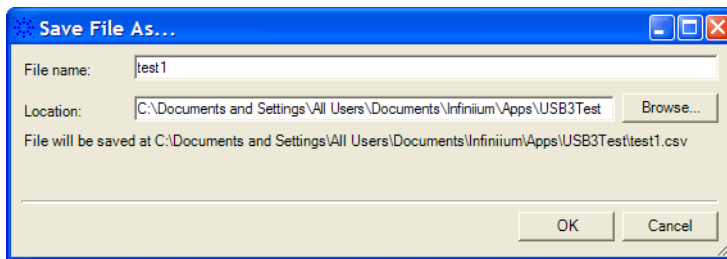 Save File As...
File name: test1
Location: C:\Documents and Settings\All Users\Documents\Infiniium\Apps\USB3Test Browse...
File will be saved at C:\Documents and Settings\All Users\Documents\Infiniium\Apps\USB3Test\test1.csv
OK Cancel